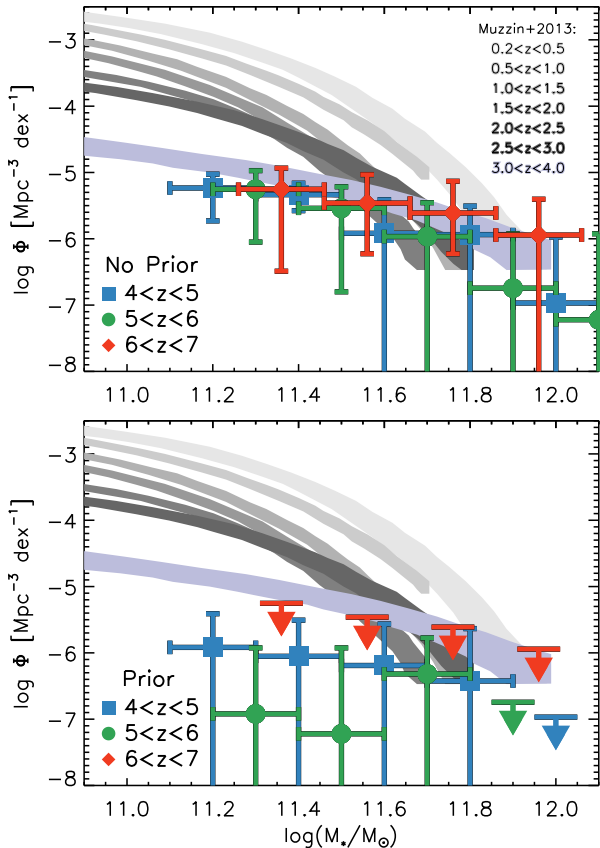 Muzzin+2013:
0.2<z<0.5
0.5<z<1.0
1.0<z<1.5
1.5<z<2.0
2.0<z<2.5
2.5<z<3.0
3.0<z<4.0
−3
−4
−5
−6
−7
−8
log Φ [Mpc⁻³ dex⁻¹]
No Prior
4<z<5
5<z<6
6<z<7
11.0 11.2 11.4 11.6 11.8 12.0
−3
−4
−5
−6
−7
−8
log Φ [Mpc⁻³ dex⁻¹]
Prior
4<z<5
5<z<6
6<z<7
11.0 11.2 11.4 11.6 11.8 12.0
log(M*/M☉)